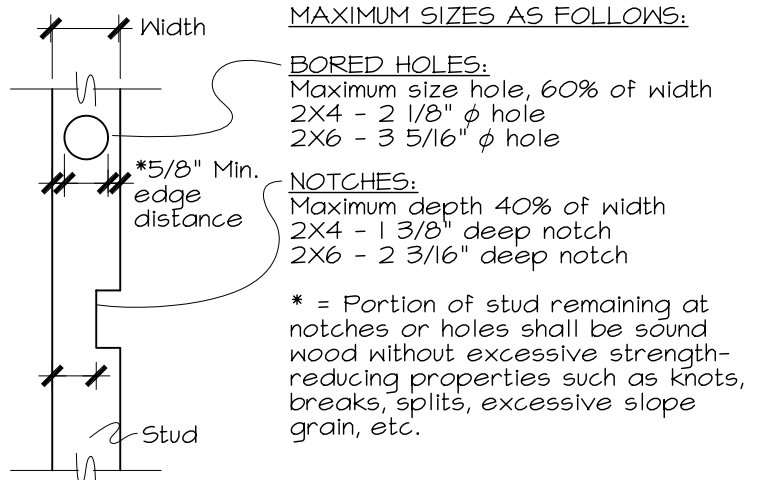 Width
MAXIMUM SIZES AS FOLLOWS:
BORED HOLES:
Maximum size hole, 60% of width
2X4 - 2 1/8" ϕ hole
2X6 - 3 5/16" ϕ hole
*5/8" Min.
edge
distance
NOTCHES:
Maximum depth 40% of width
2X4 - 1 3/8" deep notch
2X6 - 2 3/16" deep notch
* = Portion of stud remaining at
notches or holes shall be sound
wood without excessive strength-
reducing properties such as knots,
breaks, splits, excessive slope
grain, etc.
Stud